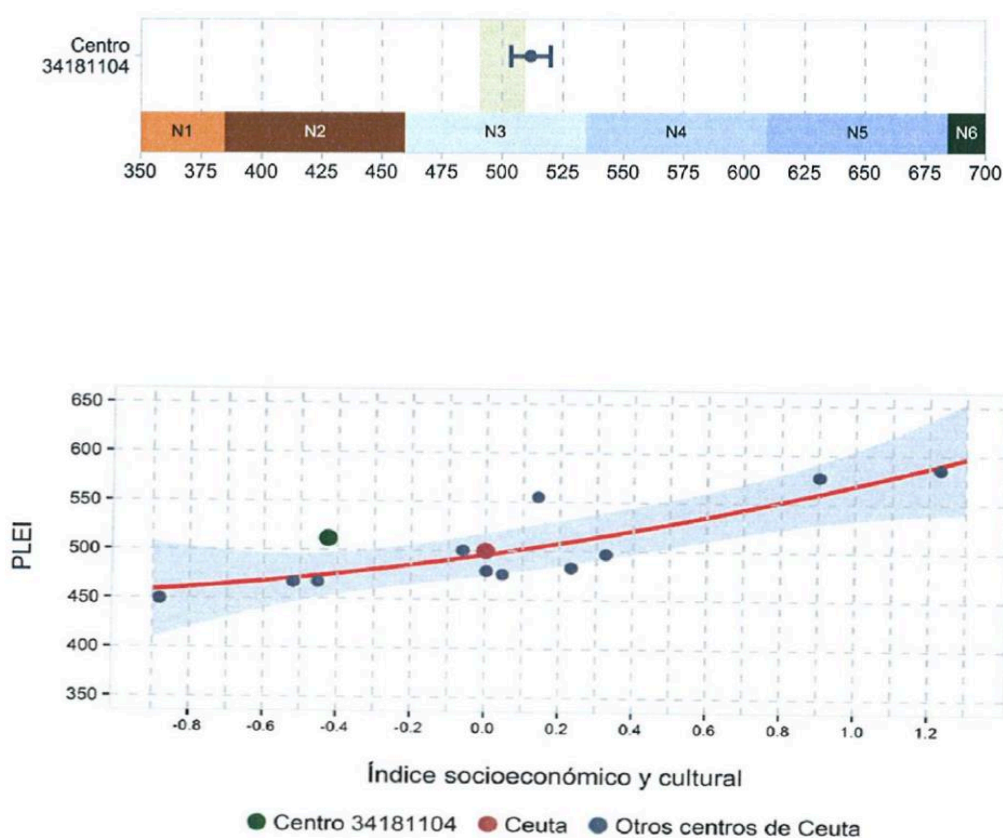 Centro
34181104
N1 N2 N3 N4 N5 N6
350 375 400 425 450 475 500 525 550 575 600 625 650 675 700
650
600
550
500
450
400
350
PLEI
-0.8 -0.6 -0.4 -0.2 0.0 0.2 0.4 0.6 0.8 1.0 1.2
Índice socioeconómico y cultural
Centro 34181104 Ceuta Otros centros de Ceuta